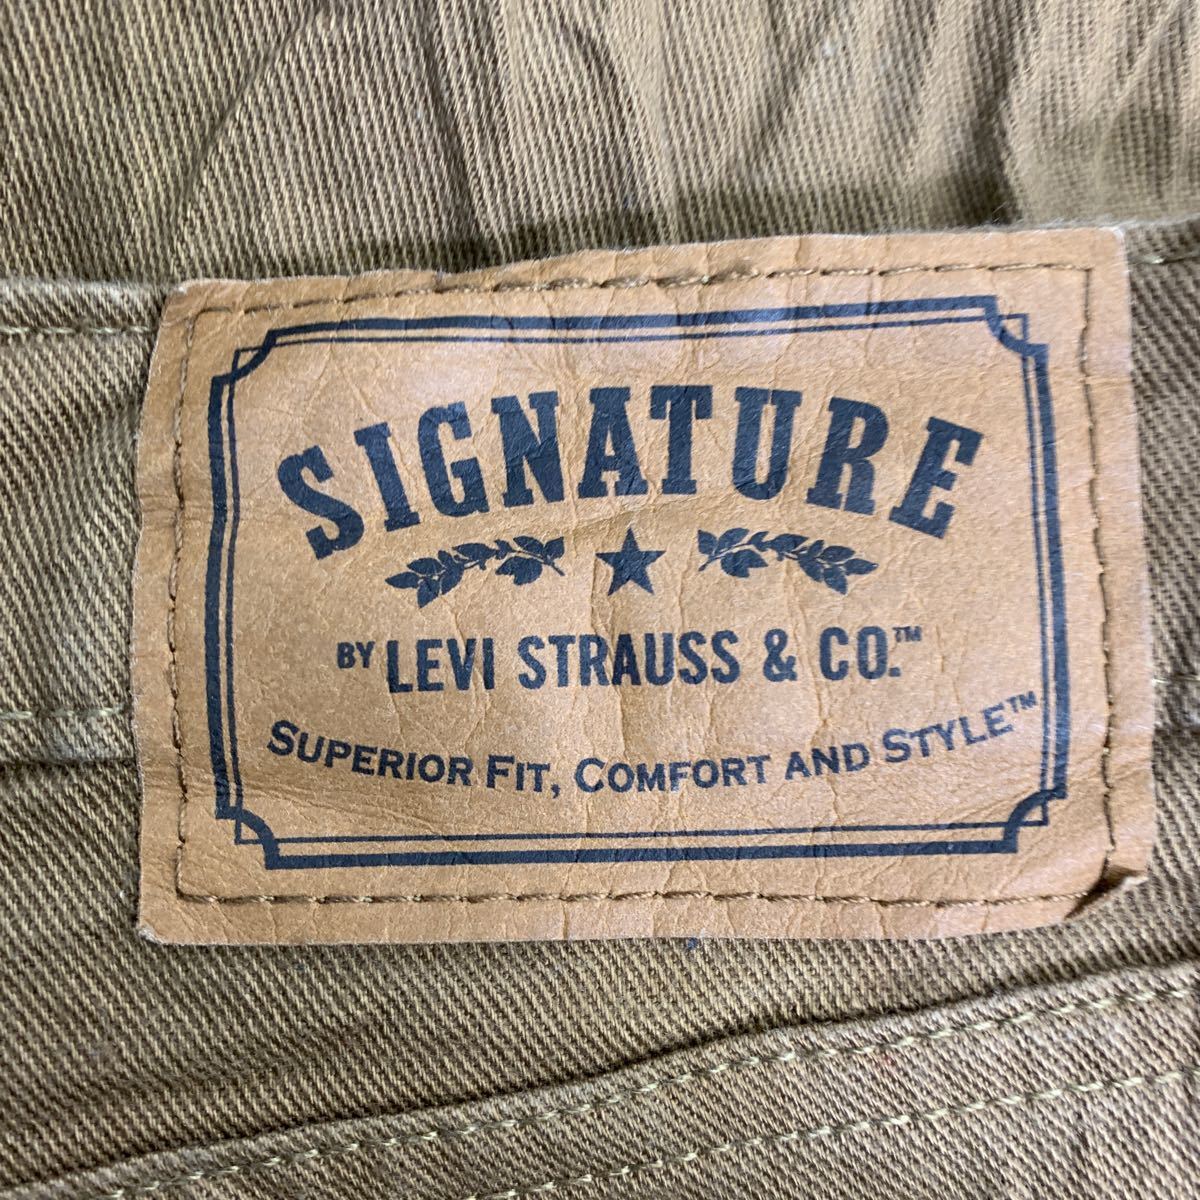 SIGNATURE
BY LEVI STRAUSS & CO.™
SUPERIOR FIT, COMFORT AND STYLE™